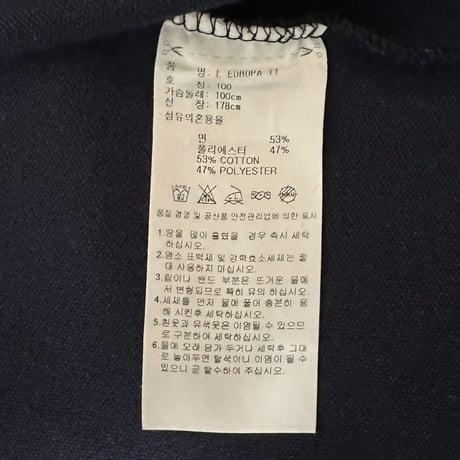 품 명: L EUROPA TT
호 칭: 100
가슴둘레: 100cm
신 장: 178cm
섬유의혼용율
면 53%
폴리에스터 47%
53% COTTON
47% POLYESTER
품질 경영 및 공산품 안전관리법에 의한 표시
1.땀을 많이 흘렸을 경우 즉시 세탁
하십시오.
2.염소 표백제 및 강력효소세제는 절
대 사용하지 마십시오.
3.림이나 밴드 부분은 뜨거운 물에
서 변형되므로 특히 유의 하십시오.
4.세제를 먼저 물에 풀어 충분히 용
해 시킨후 세탁하십시오.
5.흰옷과 유색옷은 이염될 수 있으므
로 구분하여 세탁하십시오.
6.물에 오래 담가 두거나 세탁후 그대
로 놓아두면 탈색이나 이염이 될 수
있으니 곧 탈수하여 주십시오.